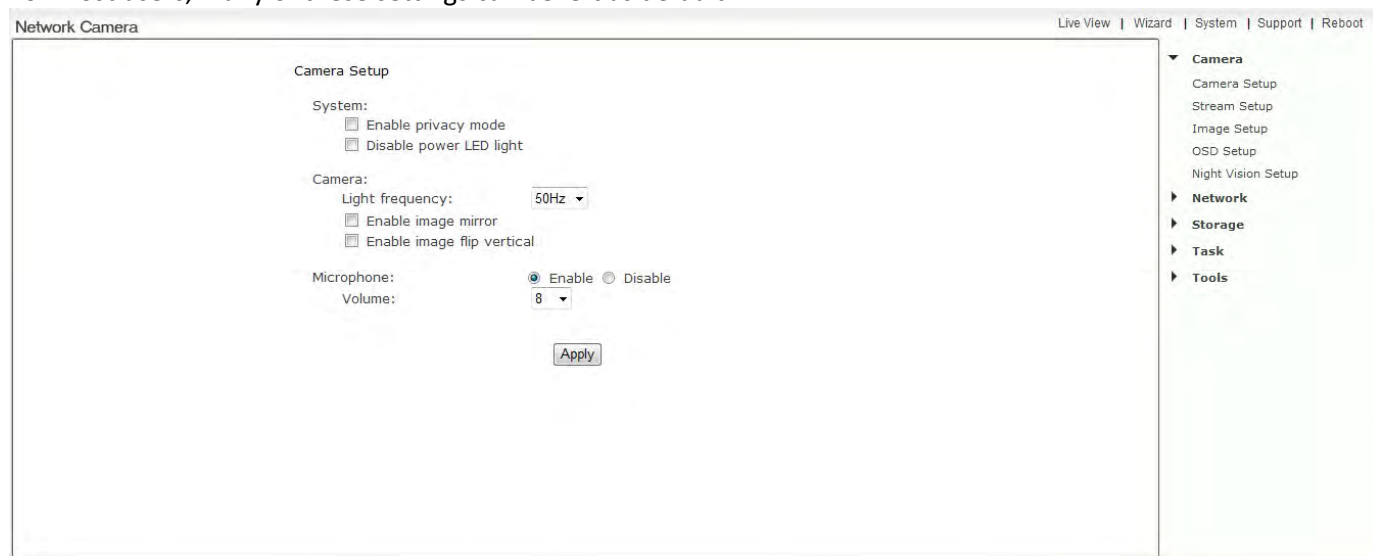 Network Camera
Live View | Wizard | System | Support | Reboot
Camera Setup
System:
Enable privacy mode
Disable power LED light
Camera:
Light frequency: 50Hz
Enable image mirror
Enable image flip vertical
Microphone: Enable Disable
Volume: 8
Apply
Camera
Camera Setup
Stream Setup
Image Setup
OSD Setup
Night Vision Setup
Network
Storage
Task
Tools